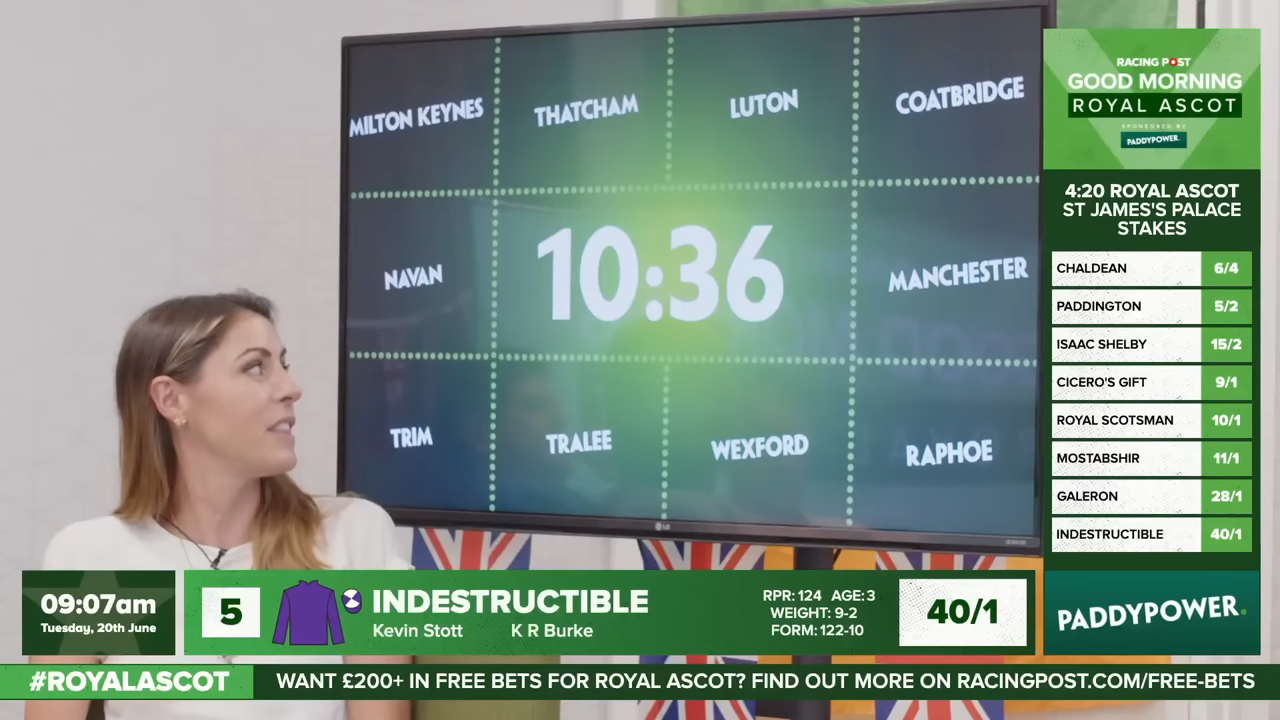 MILTON KEYNES
THATCHAM
LUTON
COATBRIDGE
NAVAN
10:36
MANCHESTER
TRIM
TRALEE
WEXFORD
RAPHOE
LG
RACING POST
GOOD MORNING
ROYAL ASCOT
SPONSORED BY
PADDYPOWER.
4:20 ROYAL ASCOT
ST JAMES'S PALACE
STAKES
CHALDEAN 6/4
PADDINGTON 5/2
ISAAC SHELBY 15/2
CICERO'S GIFT 9/1
ROYAL SCOTSMAN 10/1
MOSTABSHIR 11/1
GALERON 28/1
INDESTRUCTIBLE 40/1
PADDYPOWER.
09:07am
Tuesday, 20th June
5
INDESTRUCTIBLE
Kevin Stott K R Burke
RPR: 124 AGE: 3
WEIGHT: 9-2
FORM: 122-10
40/1
#ROYALASCOT
WANT £200+ IN FREE BETS FOR ROYAL ASCOT? FIND OUT MORE ON RACINGPOST.COM/FREE-BETS